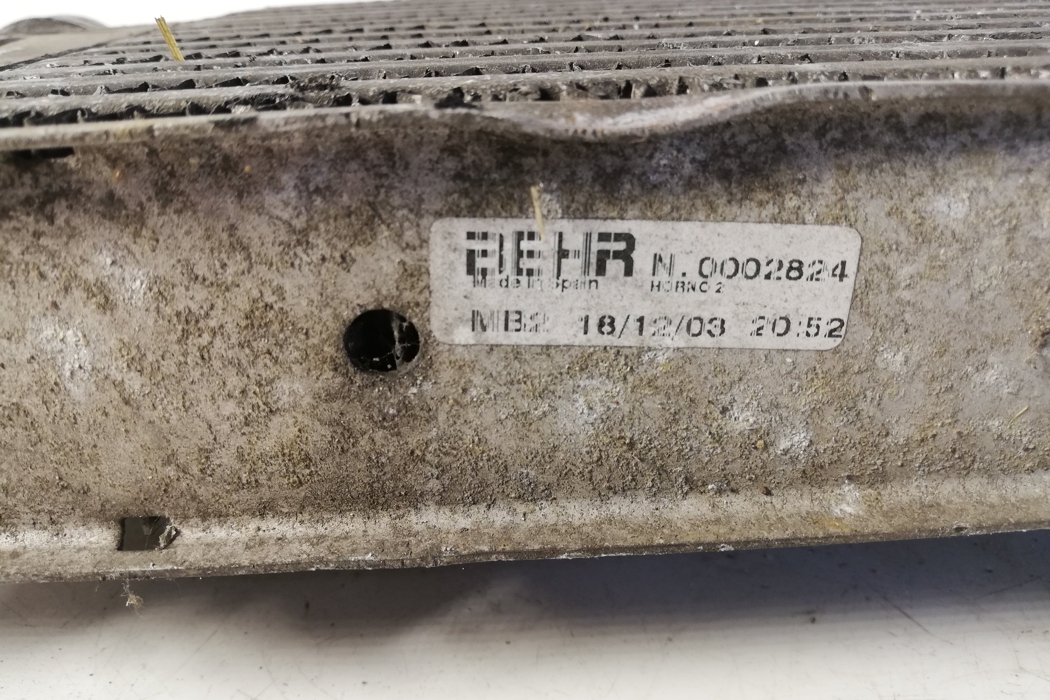 BEHR N.0002824
Made in Spain HORNO 2
MB2 18/12/03 20:52